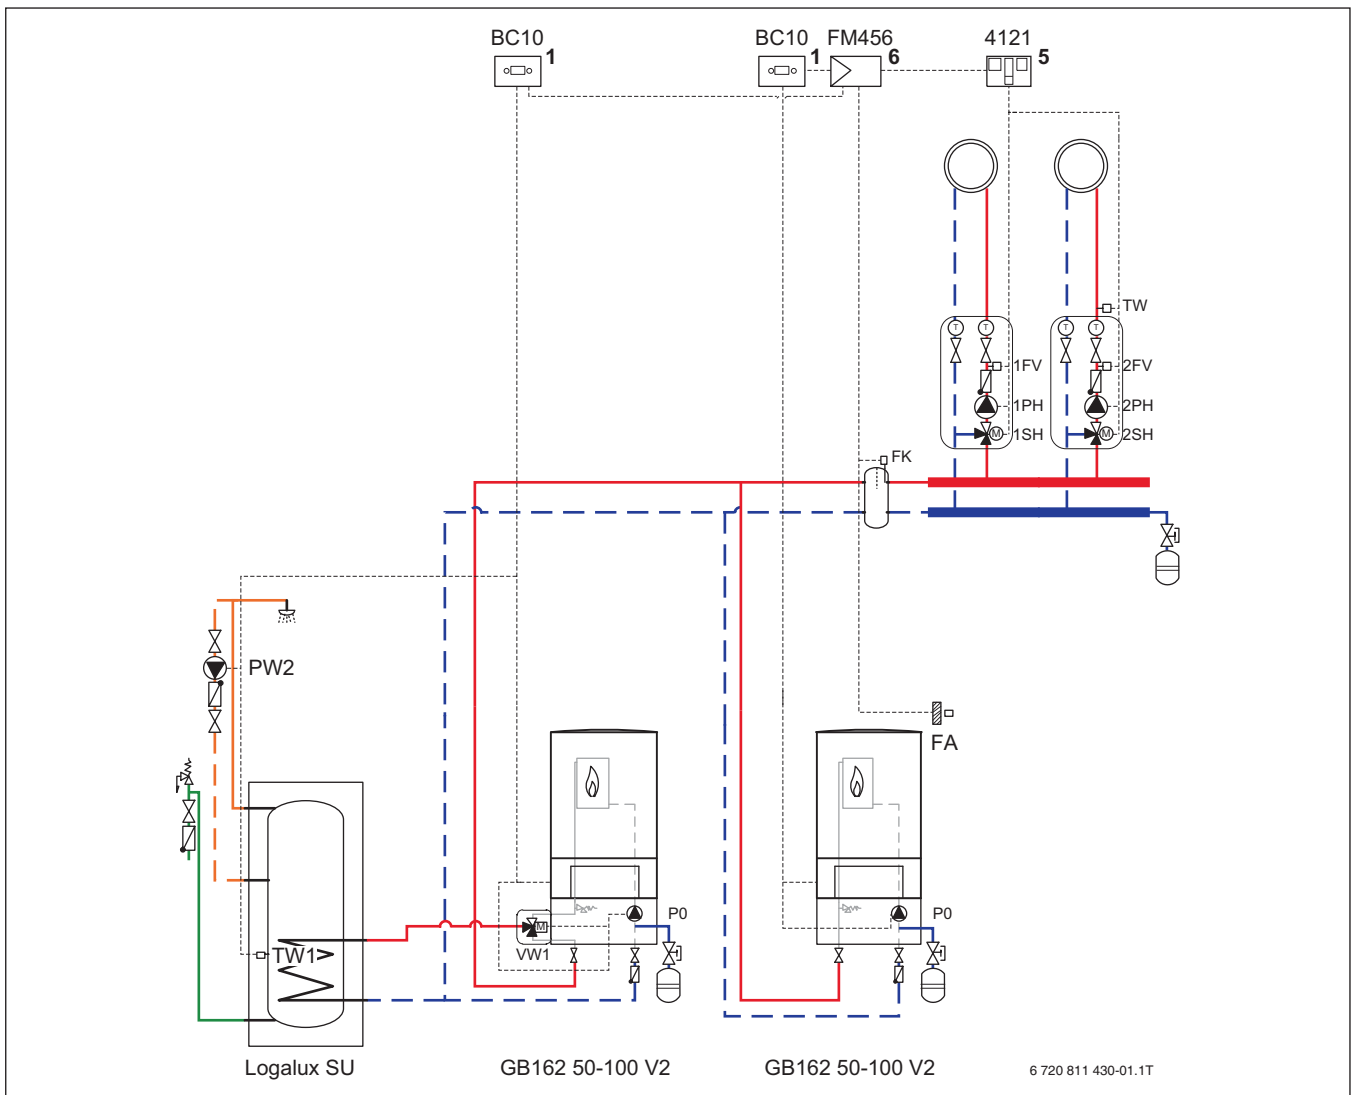 BC10 1
BC10 1
FM456 6
4121 5
TW
T T T T
1FV 2FV
1PH 2PH
M 1SH M 2SH
FK
PW2
FA
P0 P0
M
VW1
TW1
Logalux SU
GB162 50-100 V2
GB162 50-100 V2
6 720 811 430-01.1T